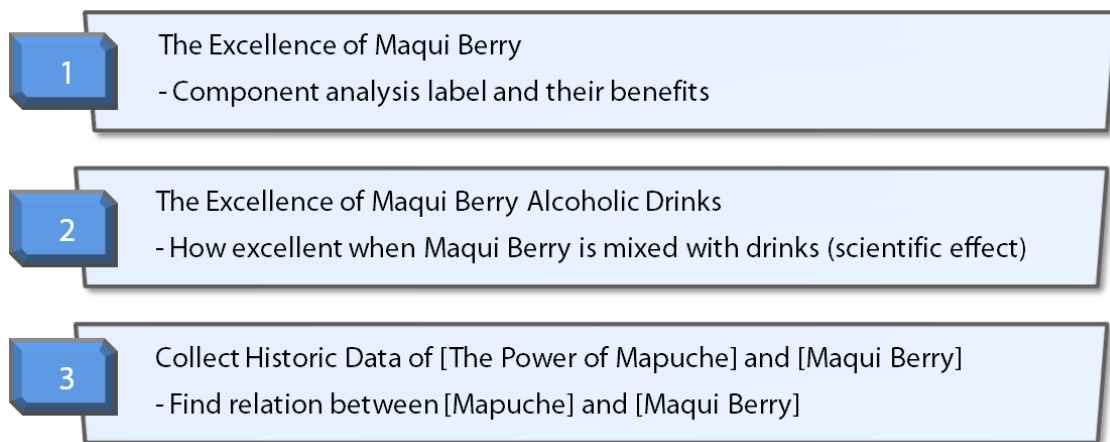 1
The Excellence of Maqui Berry
- Component analysis label and their benefits
2
The Excellence of Maqui Berry Alcoholic Drinks
- How excellent when Maqui Berry is mixed with drinks (scientific effect)
3
Collect Historic Data of [The Power of Mapuche] and [Maqui Berry]
- Find relation between [Mapuche] and [Maqui Berry]